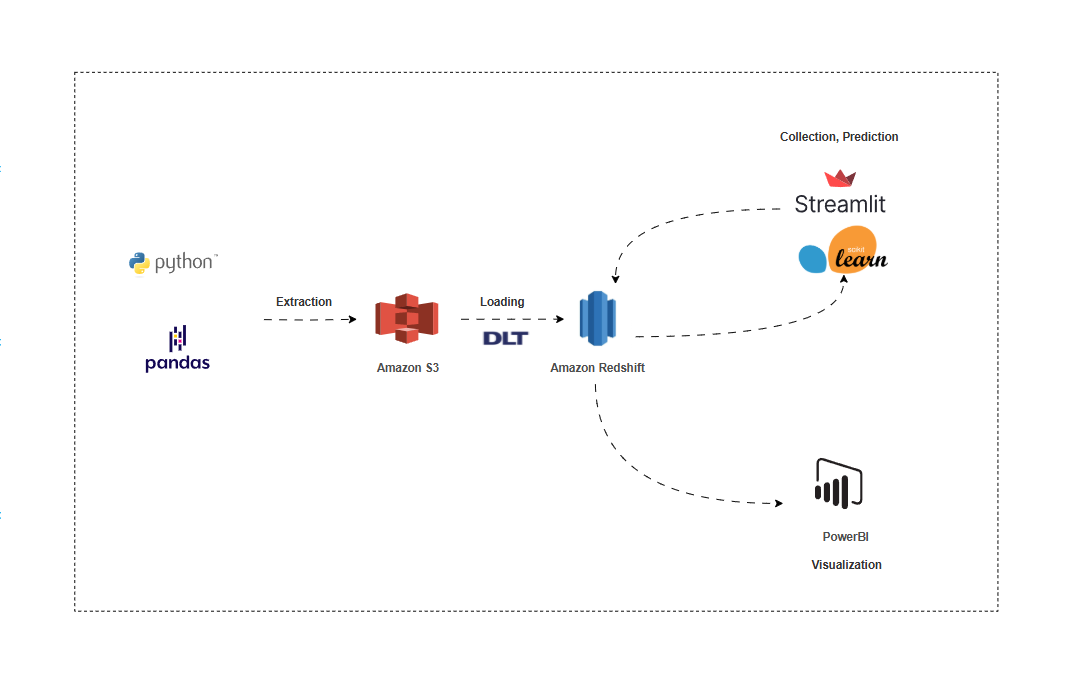 Collection, Prediction
Streamlit
python™
scikit
learn
Extraction
Loading
DLT
pandas
Amazon S3
Amazon Redshift
PowerBI
Visualization